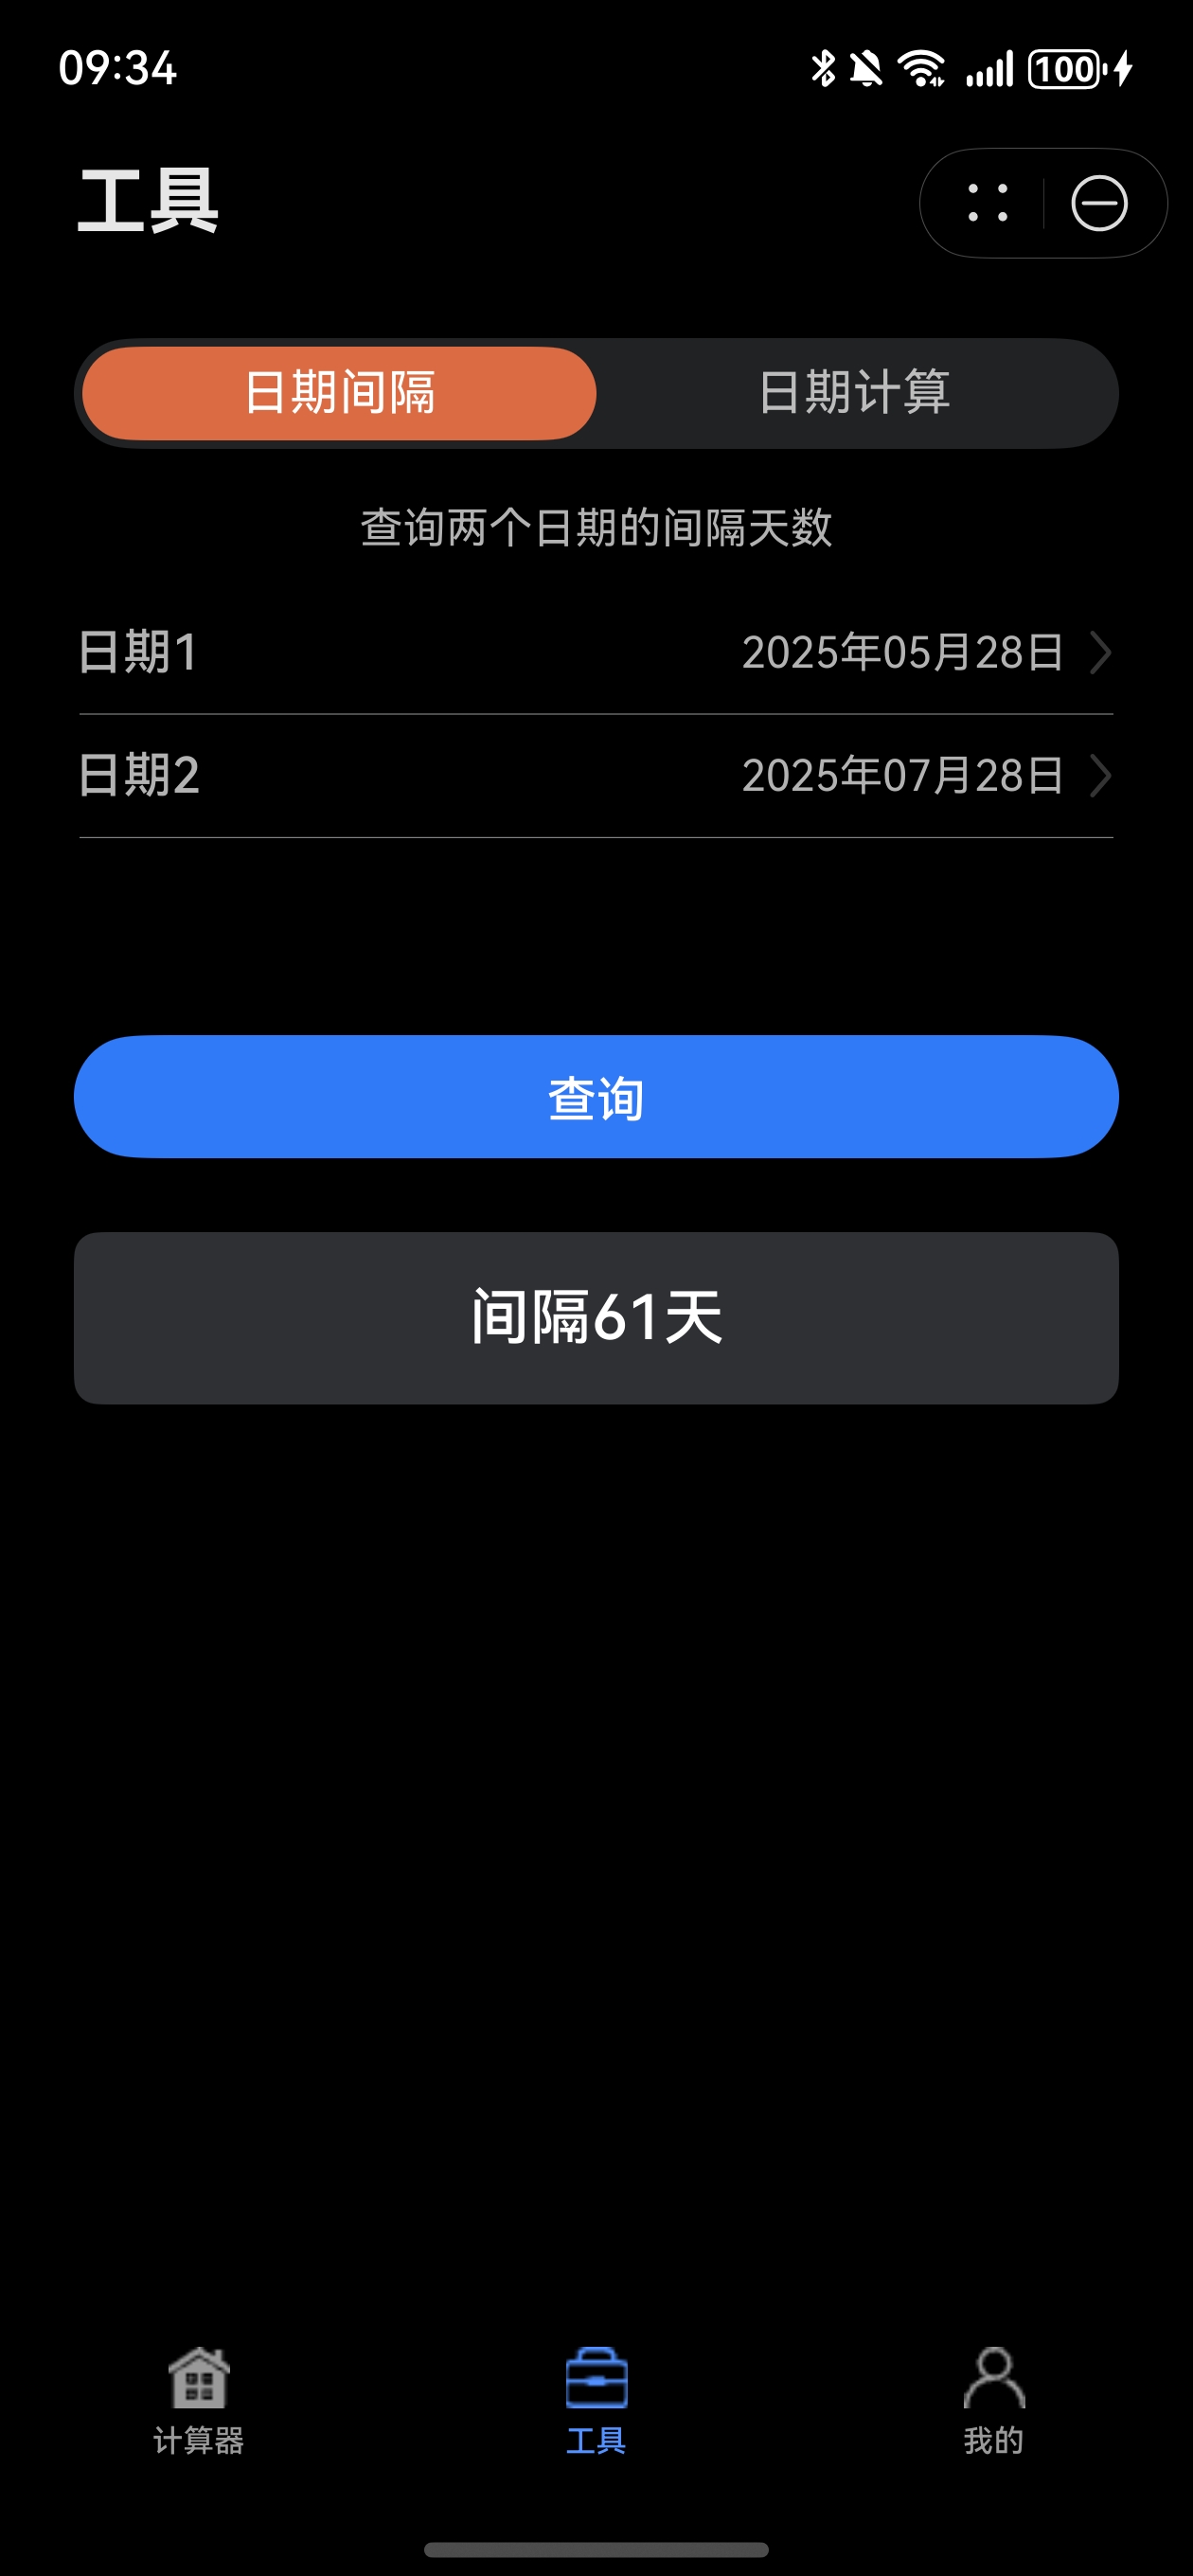 09:34
100
工具
日期间隔
日期计算
查询两个日期的间隔天数
日期1
2025年05月28日
日期2
2025年07月28日
查询
间隔61天
计算器
工具
我的